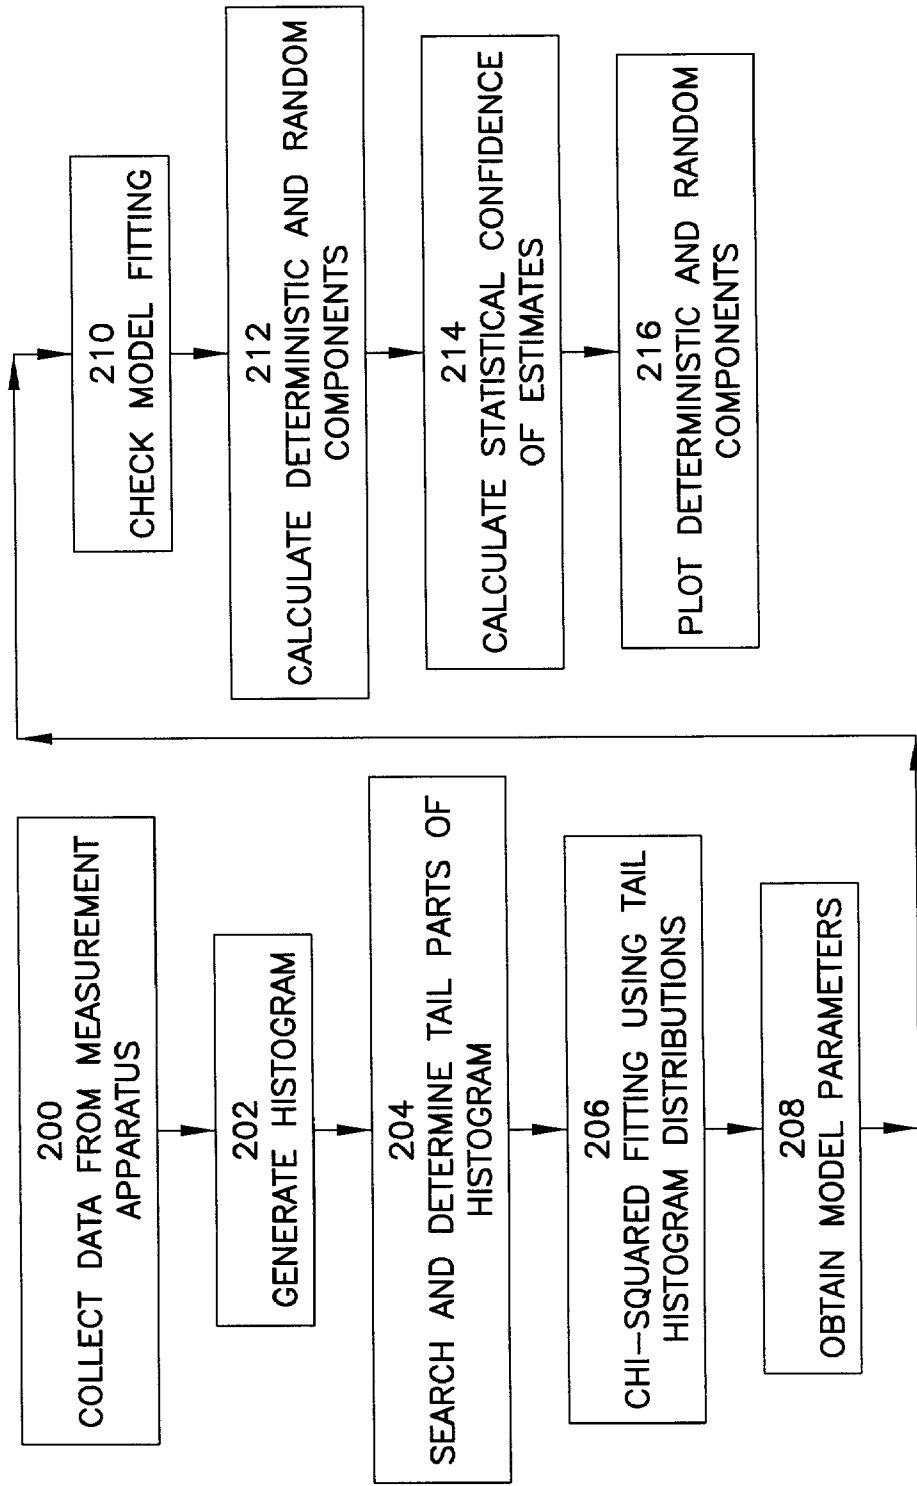 200
COLLECT DATA FROM MEASUREMENT
APPARATUS
202
GENERATE HISTOGRAM
204
SEARCH AND DETERMINE TAIL PARTS OF
HISTOGRAM
206
CHI-SQUARED FITTING USING TAIL
HISTOGRAM DISTRIBUTIONS
208
OBTAIN MODEL PARAMETERS
210
CHECK MODEL FITTING
212
CALCULATE DETERMINISTIC AND RANDOM
COMPONENTS
214
CALCULATE STATISTICAL CONFIDENCE
OF ESTIMATES
216
PLOT DETERMINISTIC AND RANDOM
COMPONENTS